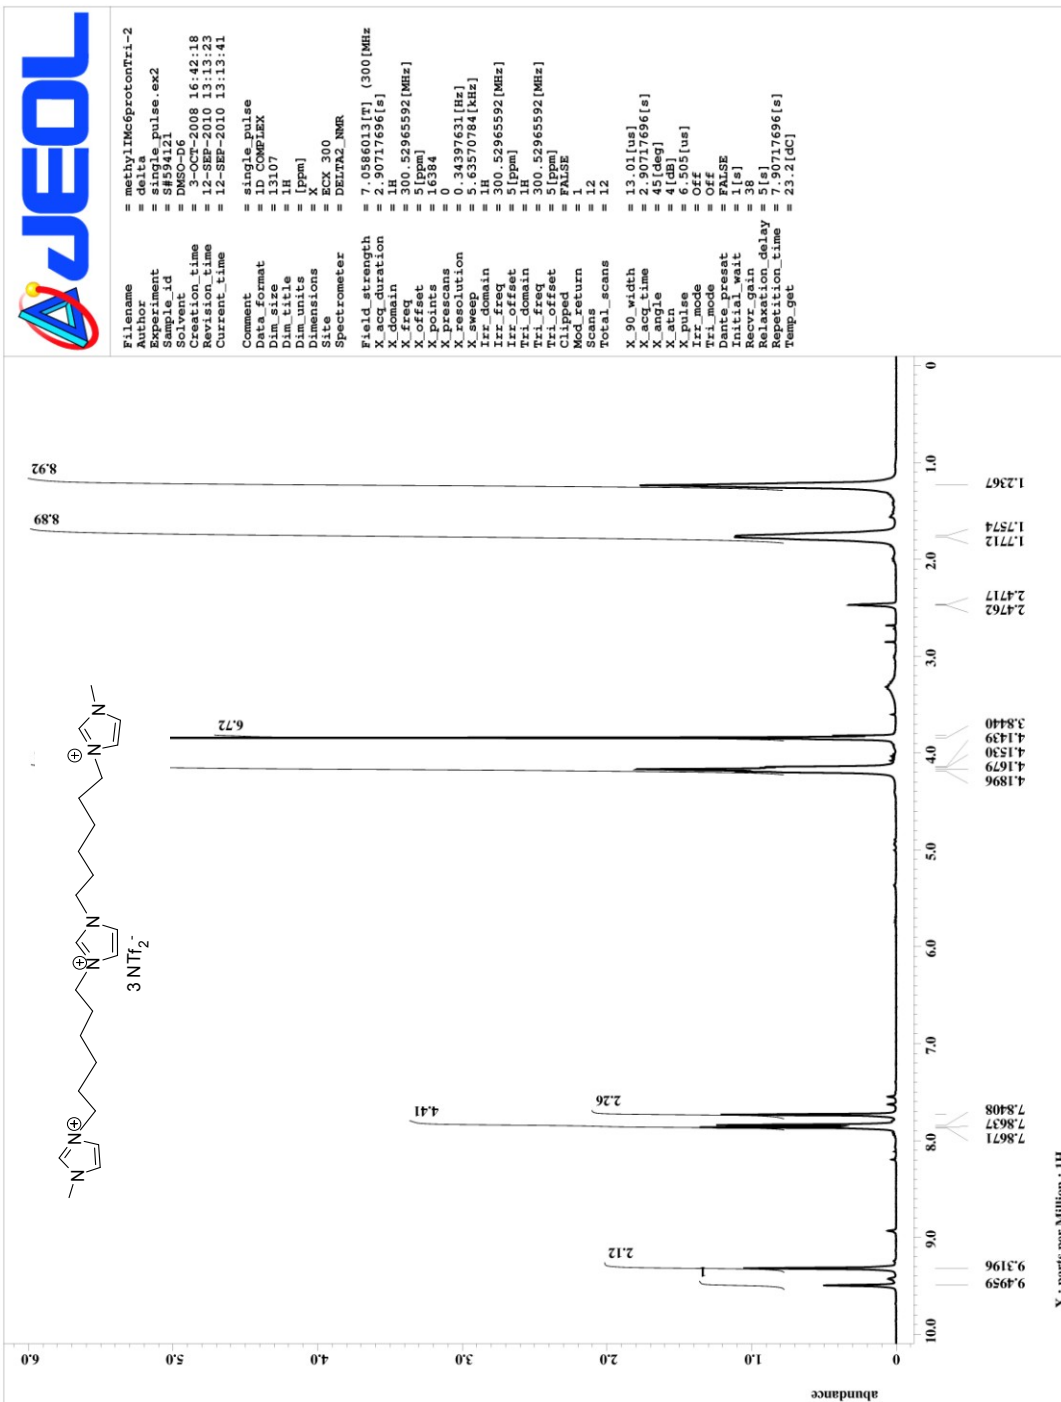 JEOL
Filename = methylIMc6protonTri-2
Author = delta
Experiment = single_pulse.ex2
Sample_id = S#594121
Solvent = DMSO-D6
Creation_time = 3-OCT-2008 16:42:18
Revision_time = 12-SEP-2010 13:13:23
Current_time = 12-SEP-2010 13:13:41
Comment = single_pulse
Data_format = 1D COMPLEX
Dim_size = 13107
Dim_title = 1H
Dim_units = [ppm]
Dimensions = X
Site = ECX 300
Spectrometer = DELTA2_NMR
Field_strength = 7.0586013[T] (300[MHz
X_acq_duration = 2.90717696[s]
X_domain = 1H
X_freq = 300.52965592[MHz]
X_offset = 5[ppm]
X_points = 16384
X_prescans = 0
X_resolution = 0.34397631[Hz]
X_sweep = 5.63570784[kHz]
Irr_domain = 1H
Irr_freq = 300.52965592[MHz]
Irr_offset = 5[ppm]
Tri_domain = 1H
Tri_freq = 300.52965592[MHz]
Tri_offset = 5[ppm]
Clipped = FALSE
Mod_return = 1
Scans = 12
Total_scans = 12
X_90_width = 13.01[us]
X_acq_time = 2.90717696[s]
X_angle = 45[deg]
X_atn = 4[dB]
X_pulse = 6.505[us]
Irr_mode = Off
Tri_mode = Off
Dante_presat = FALSE
Initial_wait = 1[s]
Recvr_gain = 38
Relaxation_delay = 5[s]
Repetition_time = 7.90717696[s]
Temp_get = 23.2[dC]
N N+ N+ N N+ N
3 NTf2-
abundance
6.0
5.0
4.0
3.0
2.0
1.0
0
1
2.12
4.41
2.26
6.72
8.89
8.92
10.0 9.0 8.0 7.0 6.0 5.0 4.0 3.0 2.0 1.0 0
9.4959
9.3196
7.8671
7.8637
7.8408
4.1896
4.1679
4.1530
4.1439
3.8440
2.4762
2.4717
1.7712
1.7574
1.2367
X : parts per Million : 1H